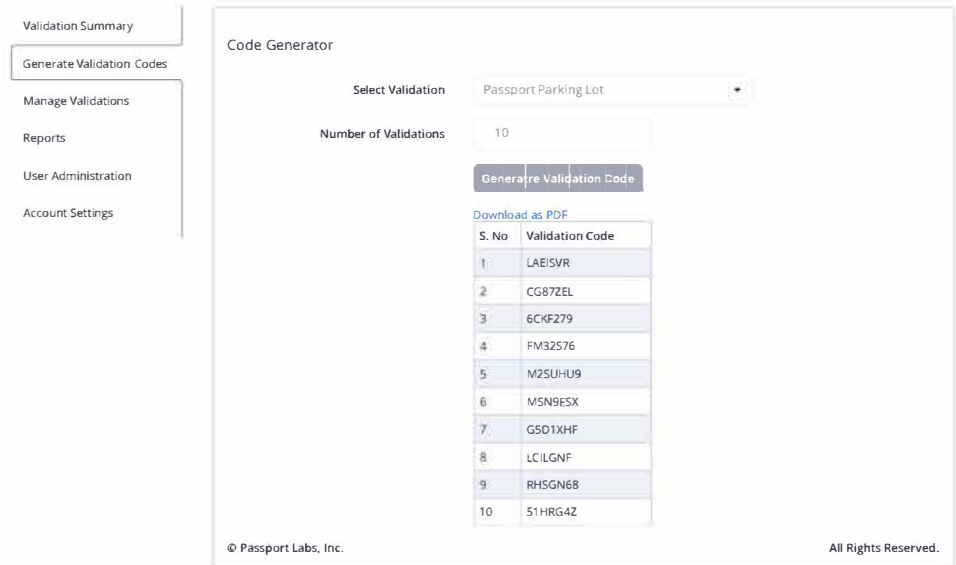 Validation Summary
Generate Validation Codes
Manage Validations
Reports
User Administration
Account Settings
Code Generator
Select Validation Passport Parking Lot
Number of Validations 10
Generatre Validation Code
Download as PDF
S. No Validation Code
1 LAEISVR
2 CG87ZEL
3 6CKF279
4 FM32S76
5 M2SUHU9
6 MSN9ESX
7 G5D1XHF
8 LCILGNF
9 RHSGN68
10 51HRG4Z
© Passport Labs, Inc. All Rights Reserved.